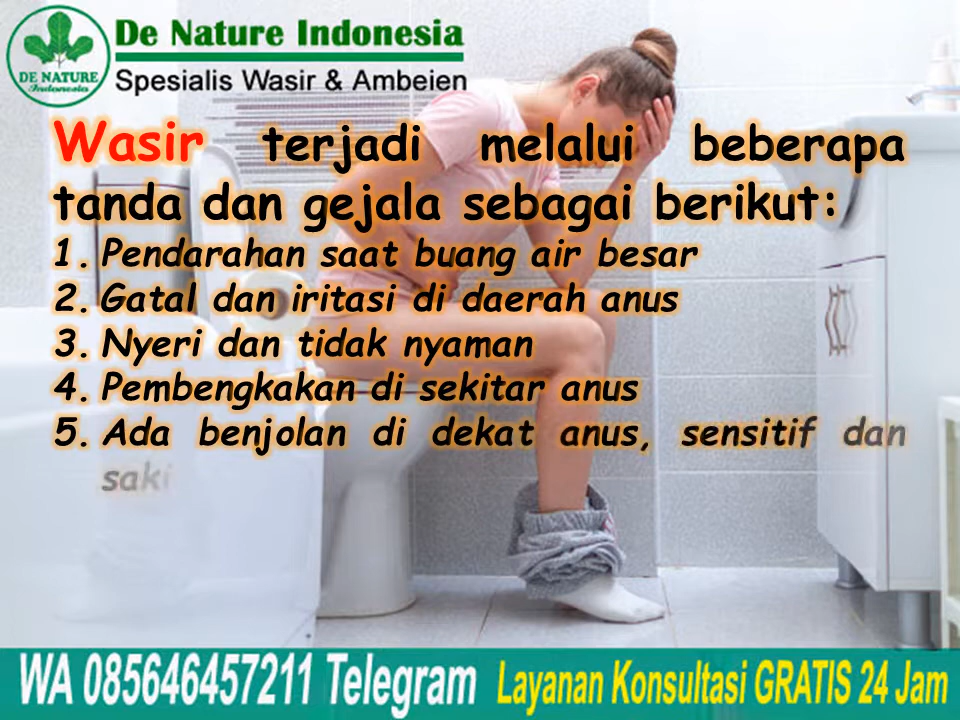 De Nature Indonesia
DE NATURE
Indonesia
Spesialis Wasir & Ambeien
Wasir terjadi melalui beberapa
tanda dan gejala sebagai berikut:
1. Pendarahan saat buang air besar
2. Gatal dan iritasi di daerah anus
3. Nyeri dan tidak nyaman
4. Pembengkakan di sekitar anus
5. Ada benjolan di dekat anus, sensitif dan
saki
WA 085646457211 Telegram Layanan Konsultasi GRATIS 24 Jam